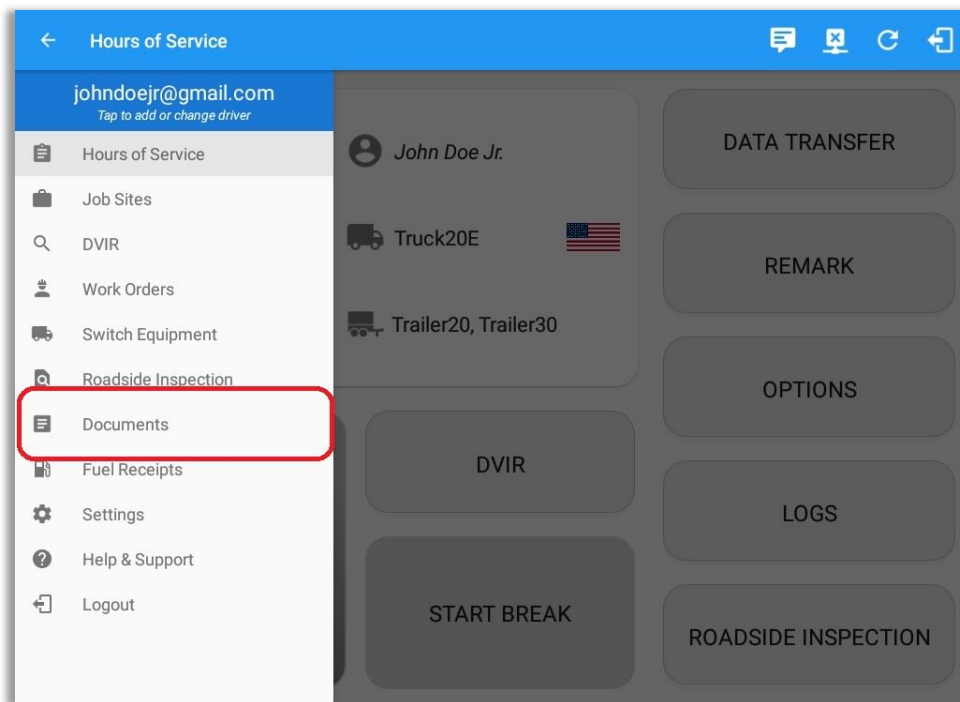 Hours of Service
johndoejr@gmail.com
Tap to add or change driver
Hours of Service
Job Sites
DVIR
Work Orders
Switch Equipment
Roadside Inspection
Documents
Fuel Receipts
Settings
Help & Support
Logout
John Doe Jr.
Truck20E
Trailer20, Trailer30
DVIR
START BREAK
DATA TRANSFER
REMARK
OPTIONS
LOGS
ROADSIDE INSPECTION